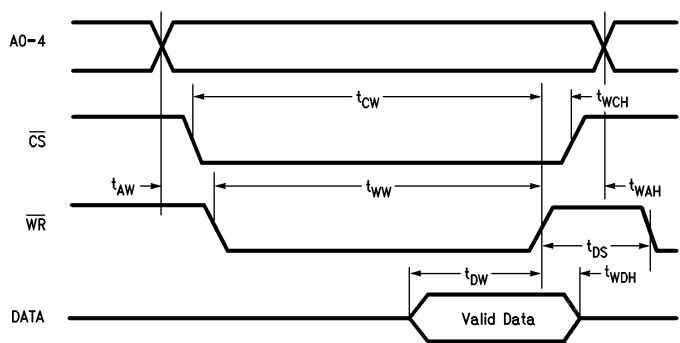 A0-4
tCW
tWCH
CS
tAW
tWW
tWAH
WR
tDS
tDW
tWDH
DATA
Valid Data